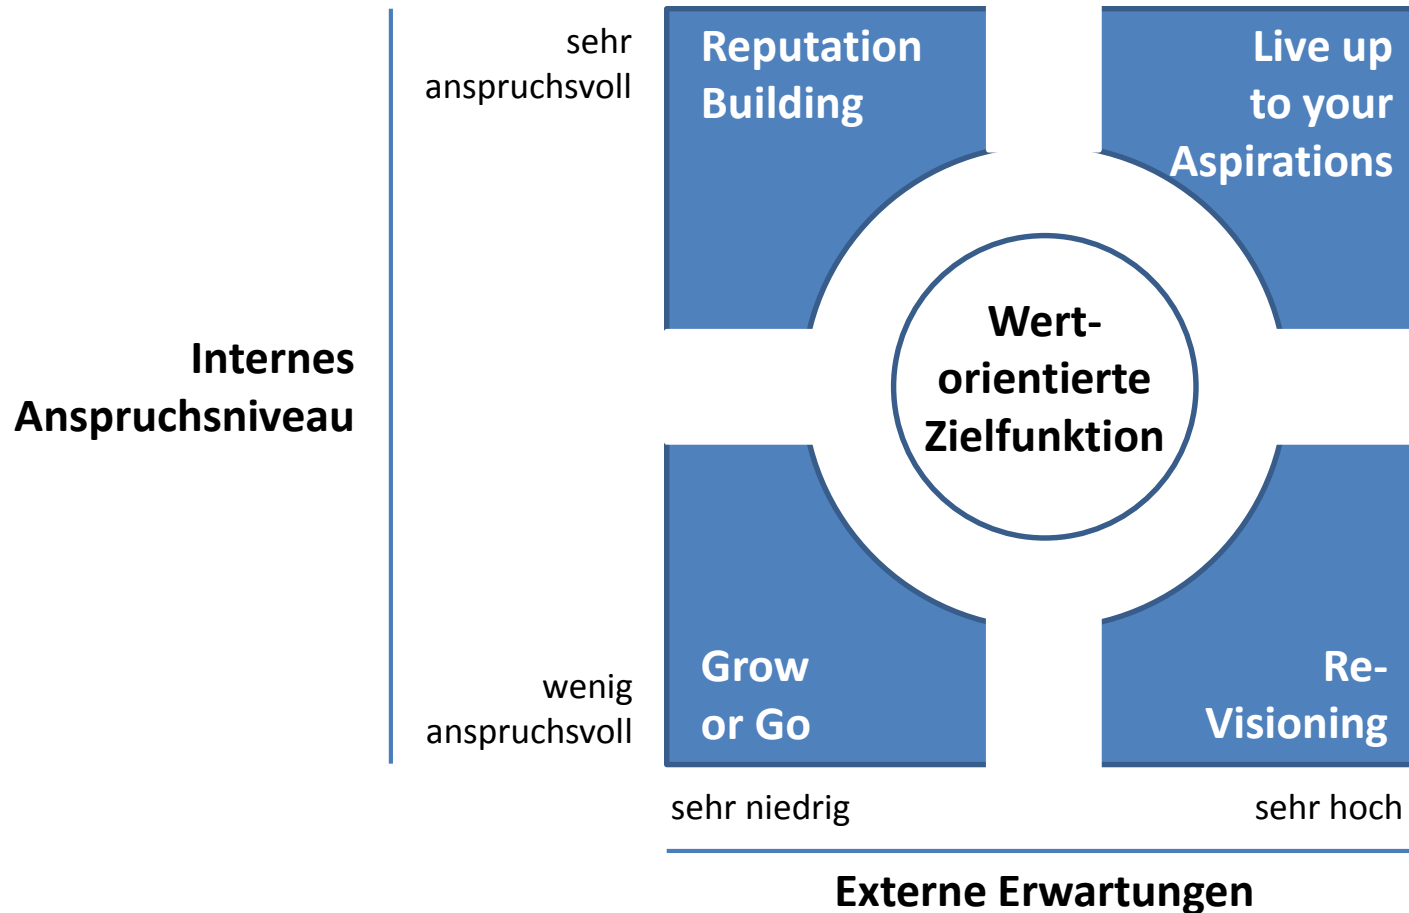 sehr
anspruchsvoll
Reputation
Building
Live up
to your
Aspirations
Internes
Anspruchsniveau
Wert-
orientierte
Zielfunktion
wenig
anspruchsvoll
Grow
or Go
Re-
Visioning
sehr niedrig
sehr hoch
Externe Erwartungen